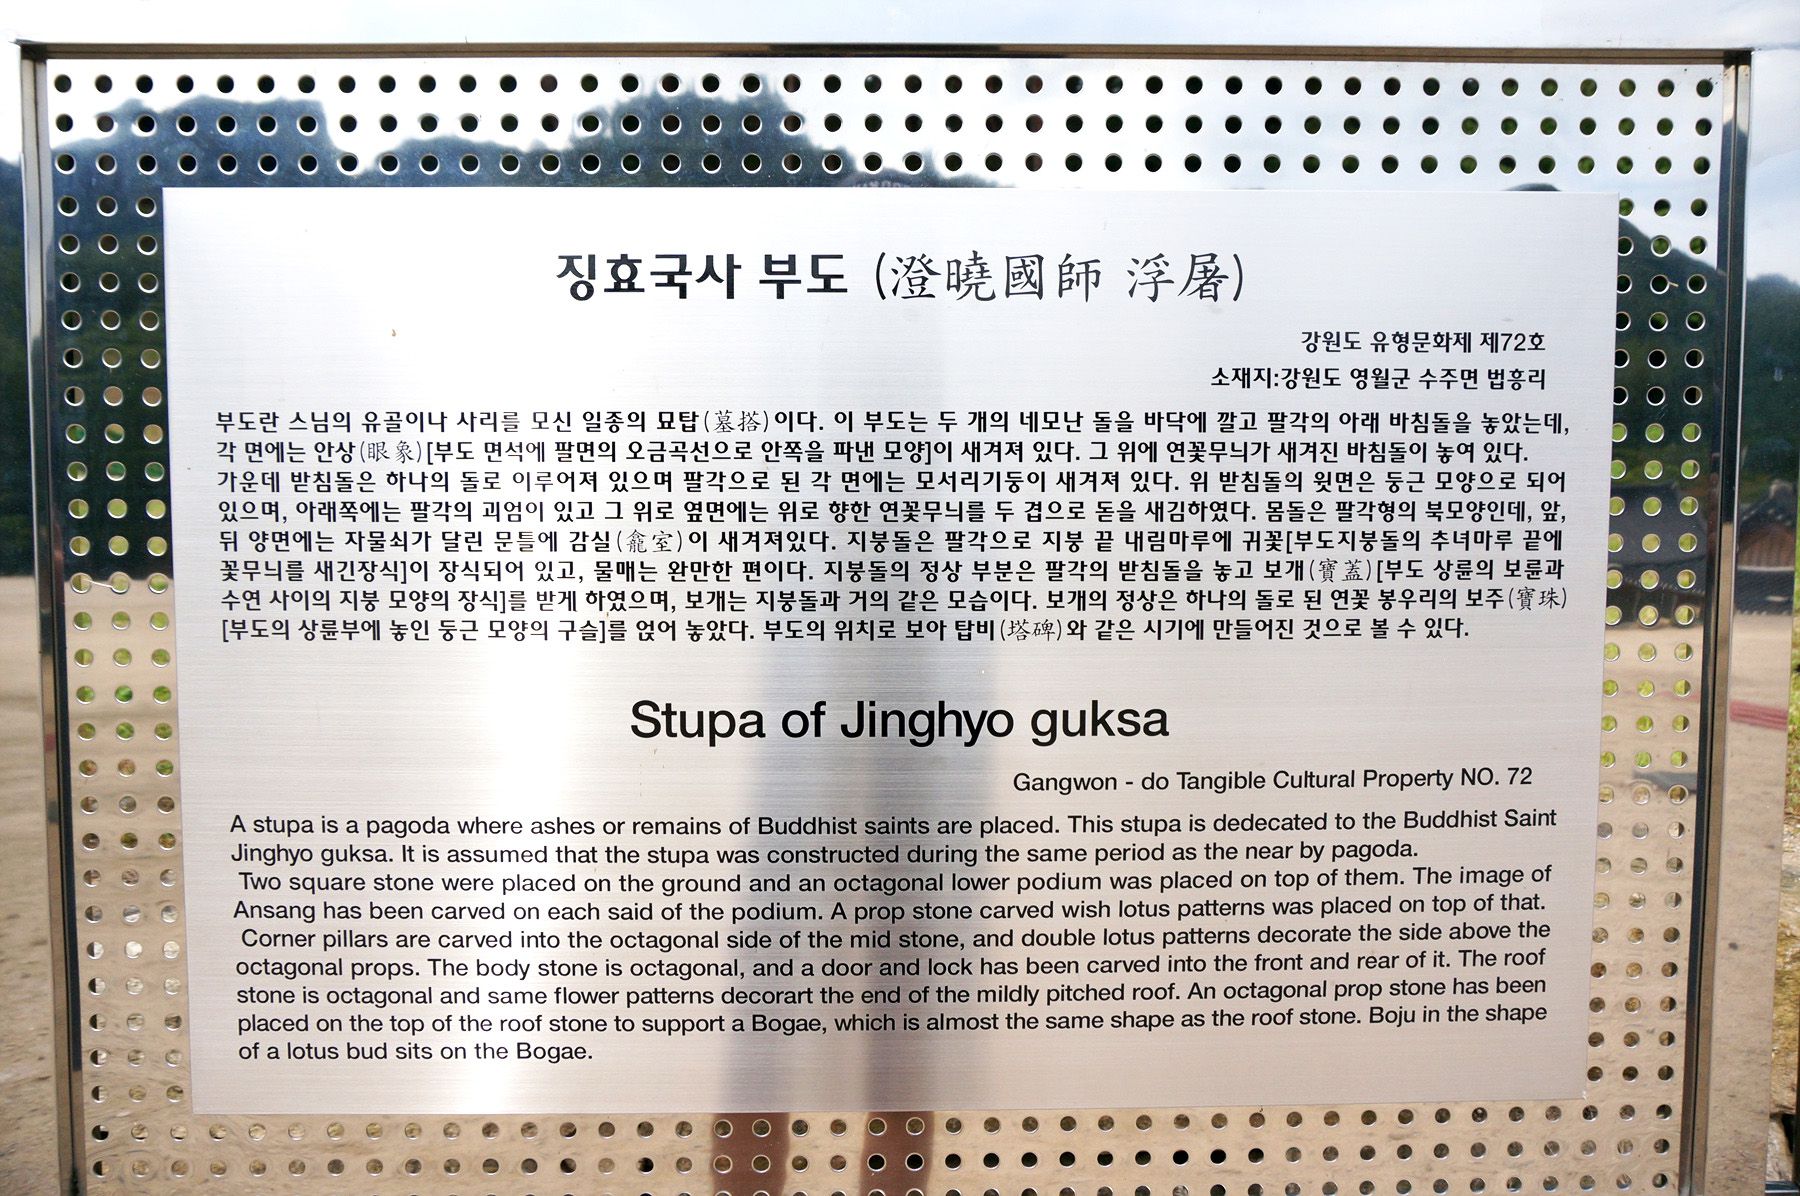 징효국사 부도 (澄曉國師 浮屠)
강원도 유형문화제 제72호
소재지:강원도 영월군 수주면 법흥리
부도란 스님의 유골이나 사리를 모신 일종의 묘탑(墓搭)이다. 이 부도는 두 개의 네모난 돌을 바닥에 깔고 팔각의 아래 바침돌을 놓았는데,
각 면에는 안상(眼象)[부도 면석에 팔면의 오금곡선으로 안쪽을 파낸 모양]이 새겨져 있다. 그 위에 연꽃무늬가 새겨진 바침돌이 놓여 있다.
가운데 받침돌은 하나의 돌로 이루어져 있으며 팔각으로 된 각 면에는 모서리기둥이 새겨져 있다. 위 받침돌의 윗면은 둥근 모양으로 되어
있으며, 아래쪽에는 팔각의 괴엄이 있고 그 위로 옆면에는 위로 향한 연꽃무늬를 두 겹으로 돋을 새김하였다. 몸돌은 팔각형의 북모양인데, 앞,
뒤 양면에는 자물쇠가 달린 문틀에 감실(龕室)이 새겨져있다. 지붕돌은 팔각으로 지붕 끝 내림마루에 귀꽃[부도지붕돌의 추녀마루 끝에
꽃무늬를 새긴장식]이 장식되어 있고, 물매는 완만한 편이다. 지붕돌의 정상 부분은 팔각의 받침돌을 놓고 보개(寶蓋)[부도 상륜의 보륜과
수연 사이의 지붕 모양의 장식]를 받게 하였으며, 보개는 지붕돌과 거의 같은 모습이다. 보개의 정상은 하나의 돌로 된 연꽃 봉우리의 보주(寶珠)
[부도의 상륜부에 놓인 둥근 모양의 구슬]를 얹어 놓았다. 부도의 위치로 보아 탑비(塔碑)와 같은 시기에 만들어진 것으로 볼 수 있다.
Stupa of Jinghyo guksa
Gangwon - do Tangible Cultural Property NO. 72
A stupa is a pagoda where ashes or remains of Buddhist saints are placed. This stupa is dedecated to the Buddhist Saint
Jinghyo guksa. It is assumed that the stupa was constructed during the same period as the near by pagoda.
Two square stone were placed on the ground and an octagonal lower podium was placed on top of them. The image of
Ansang has been carved on each said of the podium. A prop stone carved wish lotus patterns was placed on top of that.
Corner pillars are carved into the octagonal side of the mid stone, and double lotus patterns decorate the side above the
octagonal props. The body stone is octagonal, and a door and lock has been carved into the front and rear of it. The roof
stone is octagonal and same flower patterns decorart the end of the mildly pitched roof. An octagonal prop stone has been
placed on the top of the roof stone to support a Bogae, which is almost the same shape as the roof stone. Boju in the shape
of a lotus bud sits on the Bogae.